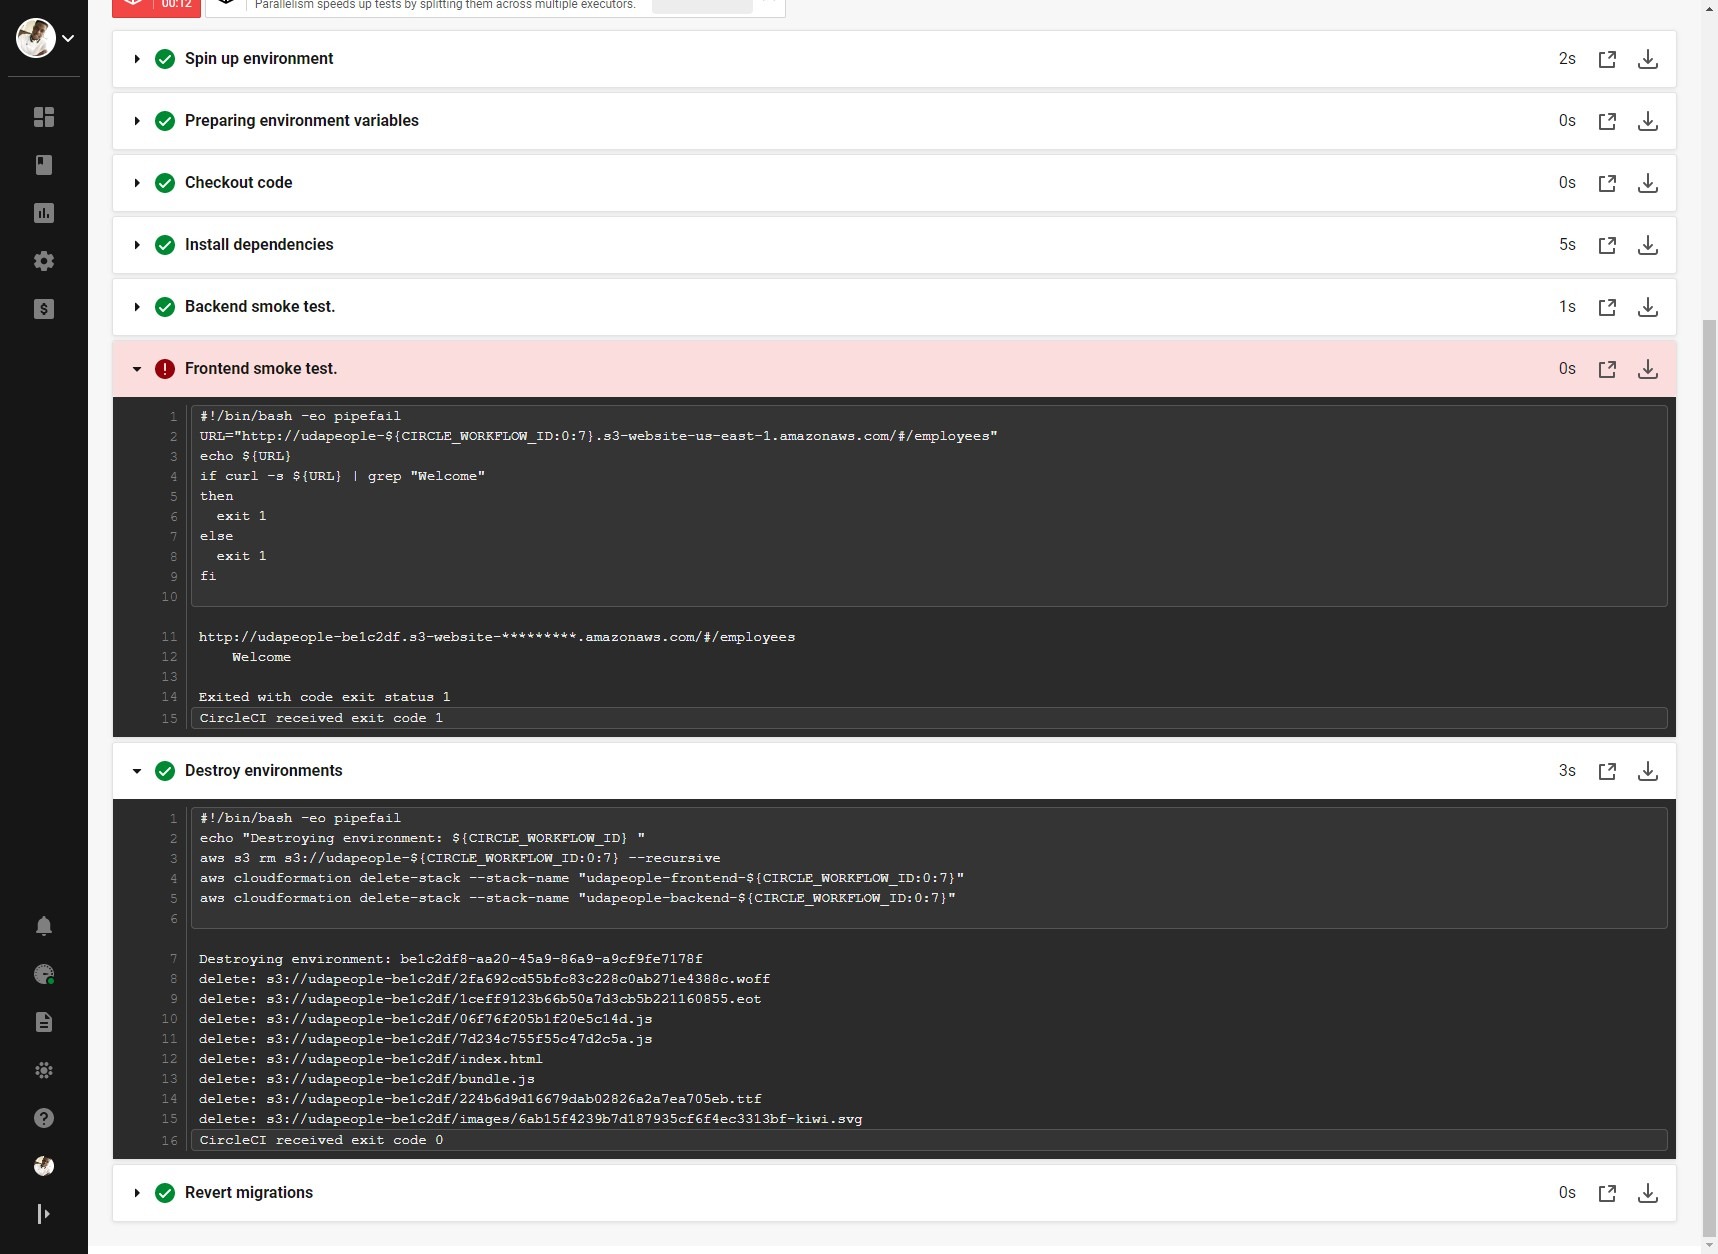 00:12
Parallelism speeds up tests by splitting them across multiple executors.
Spin up environment 2s
Preparing environment variables 0s
Checkout code 0s
Install dependencies 5s
Backend smoke test. 1s
Frontend smoke test. 0s
1 #!/bin/bash -eo pipefail
2 URL="http://udapeople-${CIRCLE_WORKFLOW_ID:0:7}.s3-website-us-east-1.amazonaws.com/#/employees"
3 echo ${URL}
4 if curl -s ${URL} | grep "Welcome"
5 then
6 exit 1
7 else
8 exit 1
9 fi
10
11 http://udapeople-be1c2df.s3-website-*********.amazonaws.com/#/employees
12 Welcome
13
14 Exited with code exit status 1
15 CircleCI received exit code 1
Destroy environments 3s
1 #!/bin/bash -eo pipefail
2 echo "Destroying environment: ${CIRCLE_WORKFLOW_ID} "
3 aws s3 rm s3://udapeople-${CIRCLE_WORKFLOW_ID:0:7} --recursive
4 aws cloudformation delete-stack --stack-name "udapeople-frontend-${CIRCLE_WORKFLOW_ID:0:7}"
5 aws cloudformation delete-stack --stack-name "udapeople-backend-${CIRCLE_WORKFLOW_ID:0:7}"
6
7 Destroying environment: be1c2df8-aa20-45a9-86a9-a9cf9fe7178f
8 delete: s3://udapeople-be1c2df/2fa692cd55bfc83c228c0ab271e4388c.woff
9 delete: s3://udapeople-be1c2df/1ceff9123b66b50a7d3cb5b221160855.eot
10 delete: s3://udapeople-be1c2df/06f76f205b1f20e5c14d.js
11 delete: s3://udapeople-be1c2df/7d234c755f55c47d2c5a.js
12 delete: s3://udapeople-be1c2df/index.html
13 delete: s3://udapeople-be1c2df/bundle.js
14 delete: s3://udapeople-be1c2df/224b6d9d16679dab02826a2a7ea705eb.ttf
15 delete: s3://udapeople-be1c2df/images/6ab15f4239b7d187935cf6f4ec3313bf-kiwi.svg
16 CircleCI received exit code 0
Revert migrations 0s